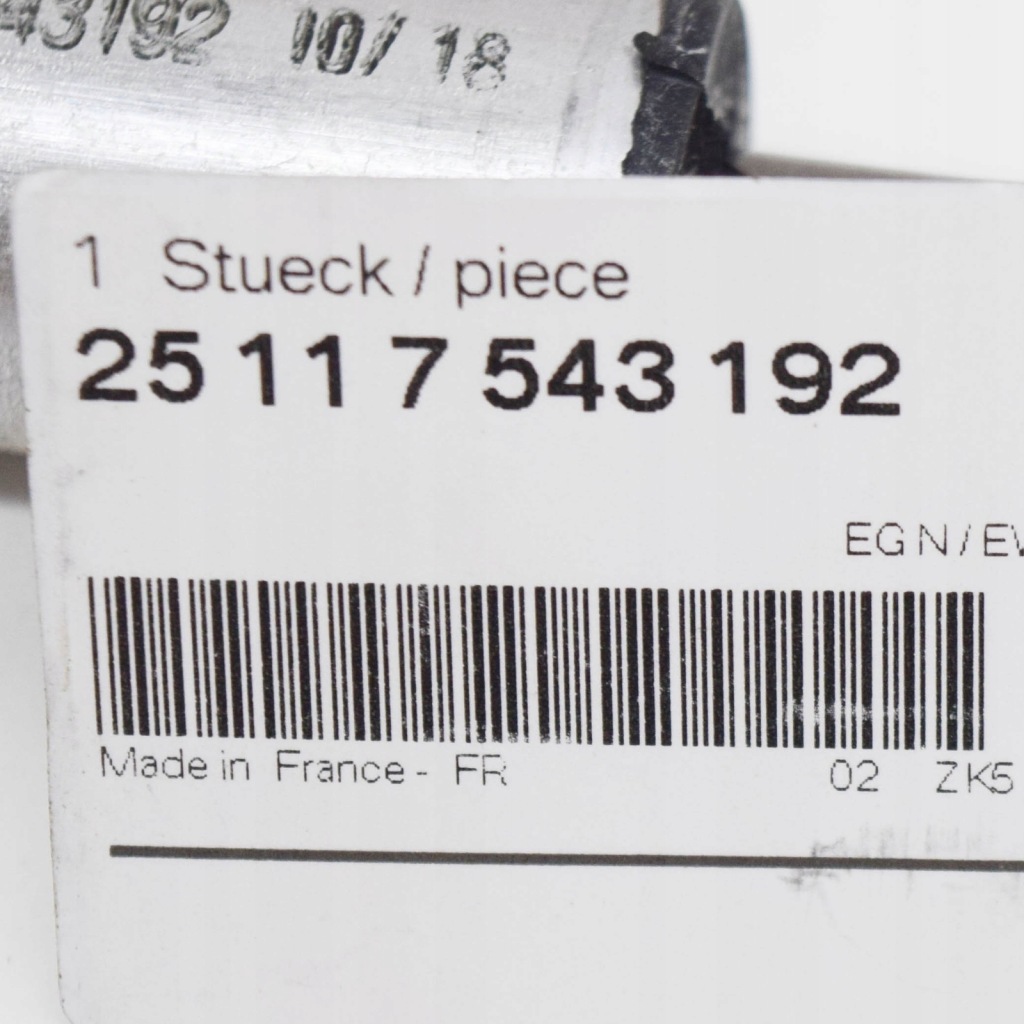 43192 10/ 18
1 Stueck / piece
25 11 7 543 192
EG N / EV
Made in France - FR 02 ZK5